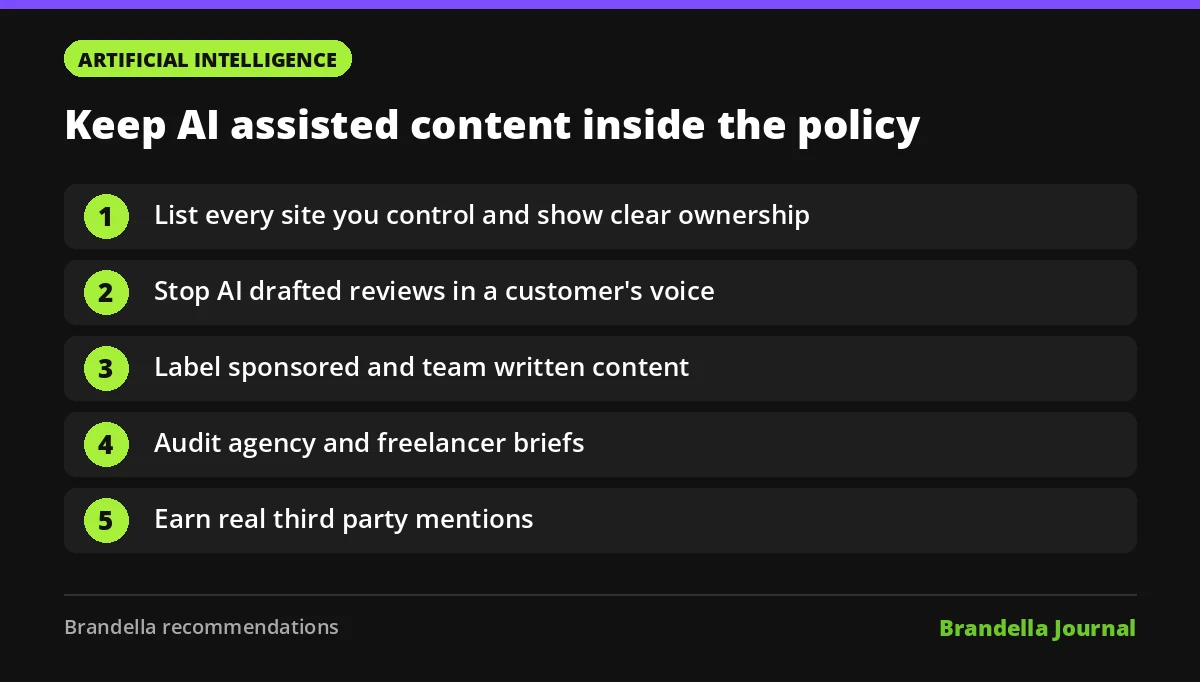 ARTIFICIAL INTELLIGENCE
Keep AI assisted content inside the policy
1 List every site you control and show clear ownership
2 Stop AI drafted reviews in a customer's voice
3 Label sponsored and team written content
4 Audit agency and freelancer briefs
5 Earn real third party mentions
Brandella recommendations
Brandella Journal